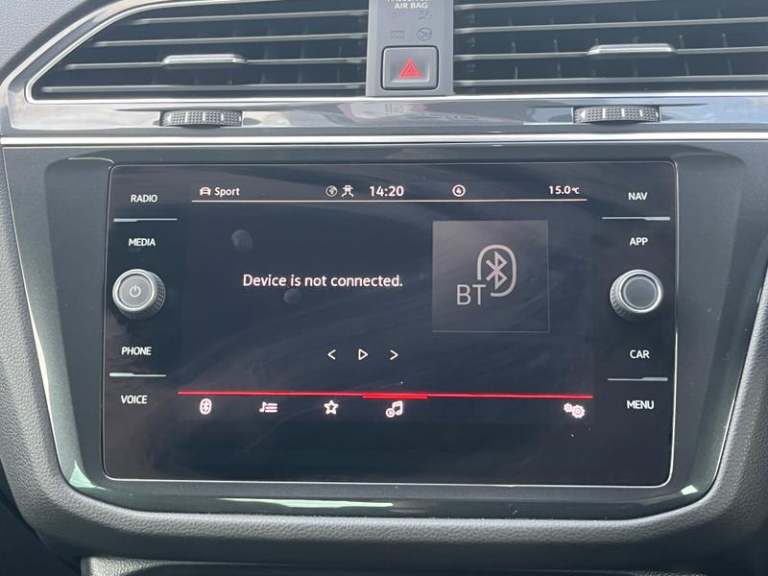 PASSENGER
AIR BAG
RADIO
Sport
14:20
15.0°C
NAV
MEDIA
APP
Device is not connected.
BT
PHONE
CAR
VOICE
MENU